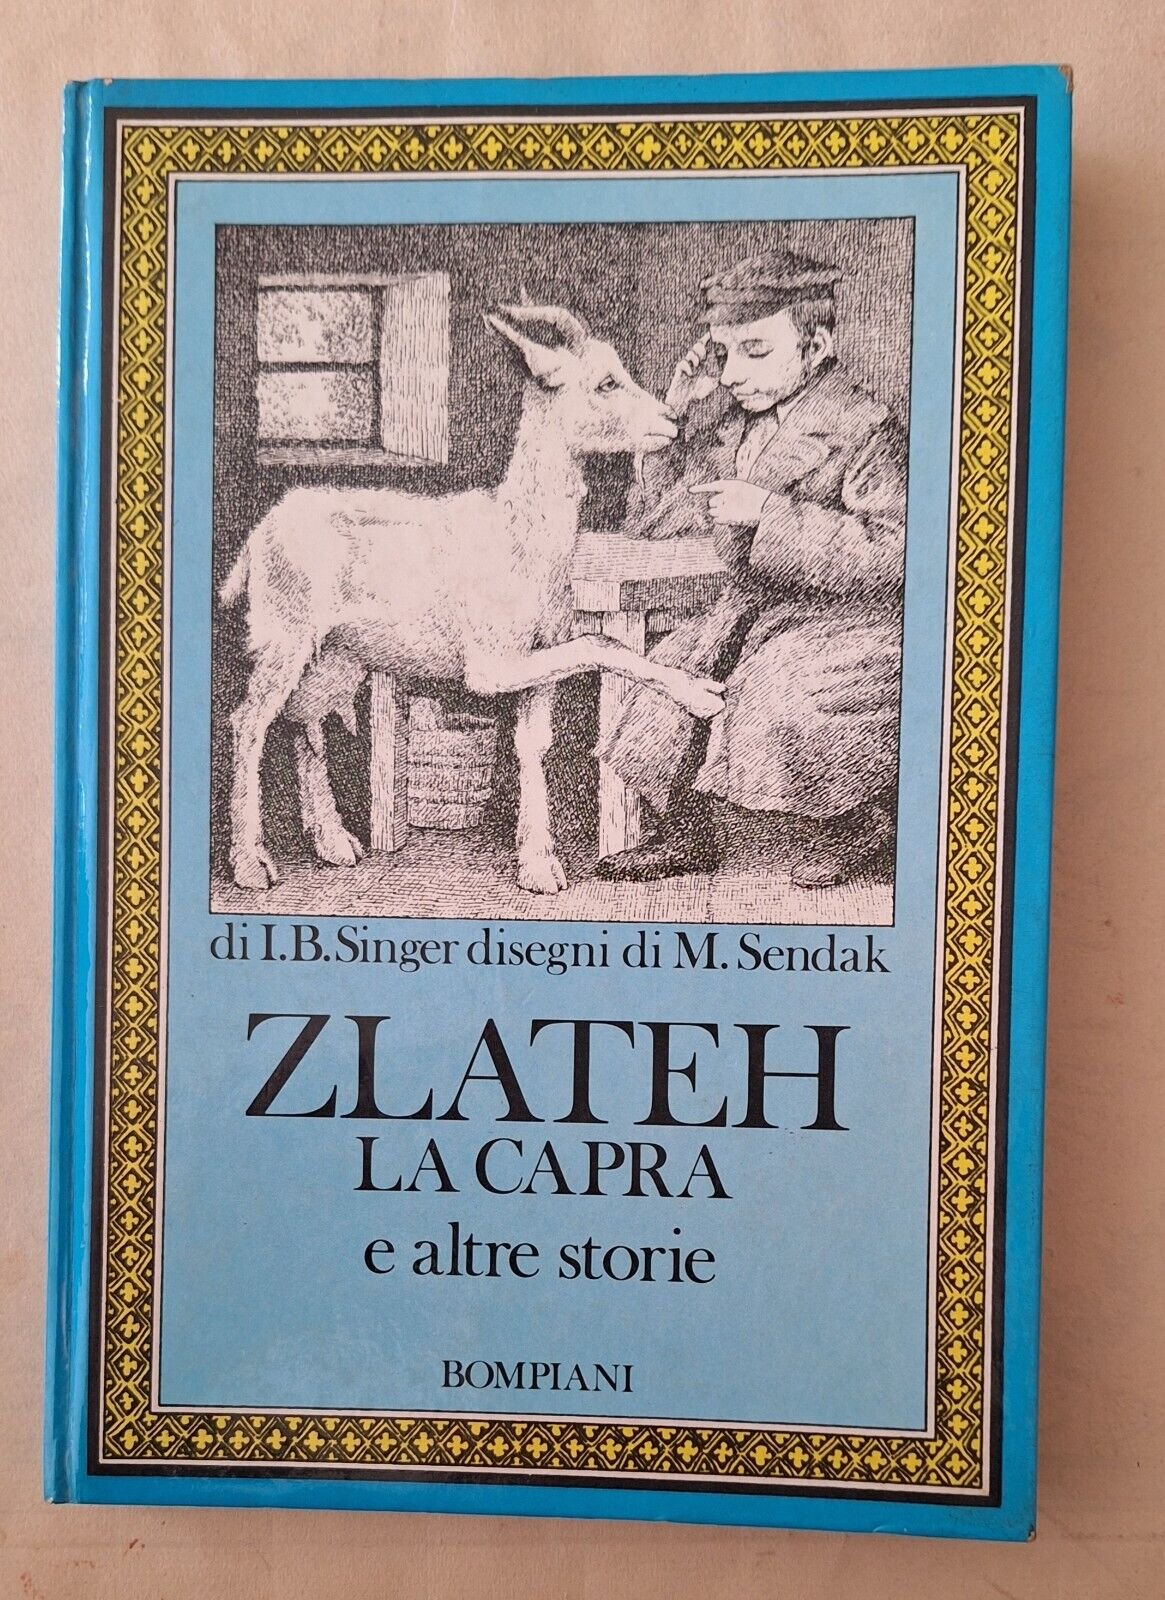 di I.B.Singer disegni di M. Sendak
ZLATEH
LA CAPRA
e altre storie
BOMPIANI